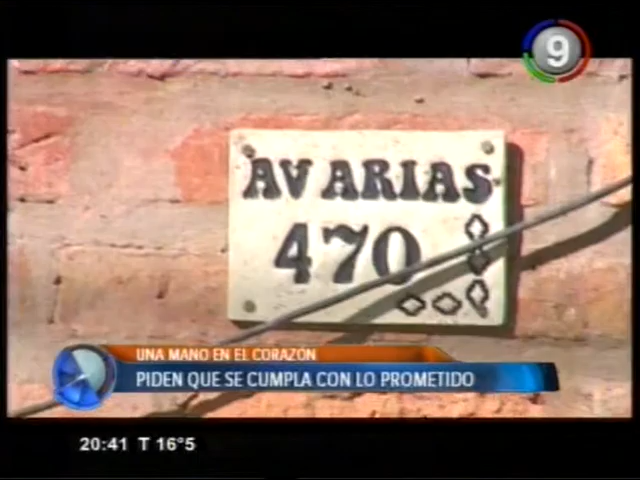 9
AV ARIAS
470
UNA MANO EN EL CORAZÓN
PIDEN QUE SE CUMPLA CON LO PROMETIDO
20:41 T 16°5